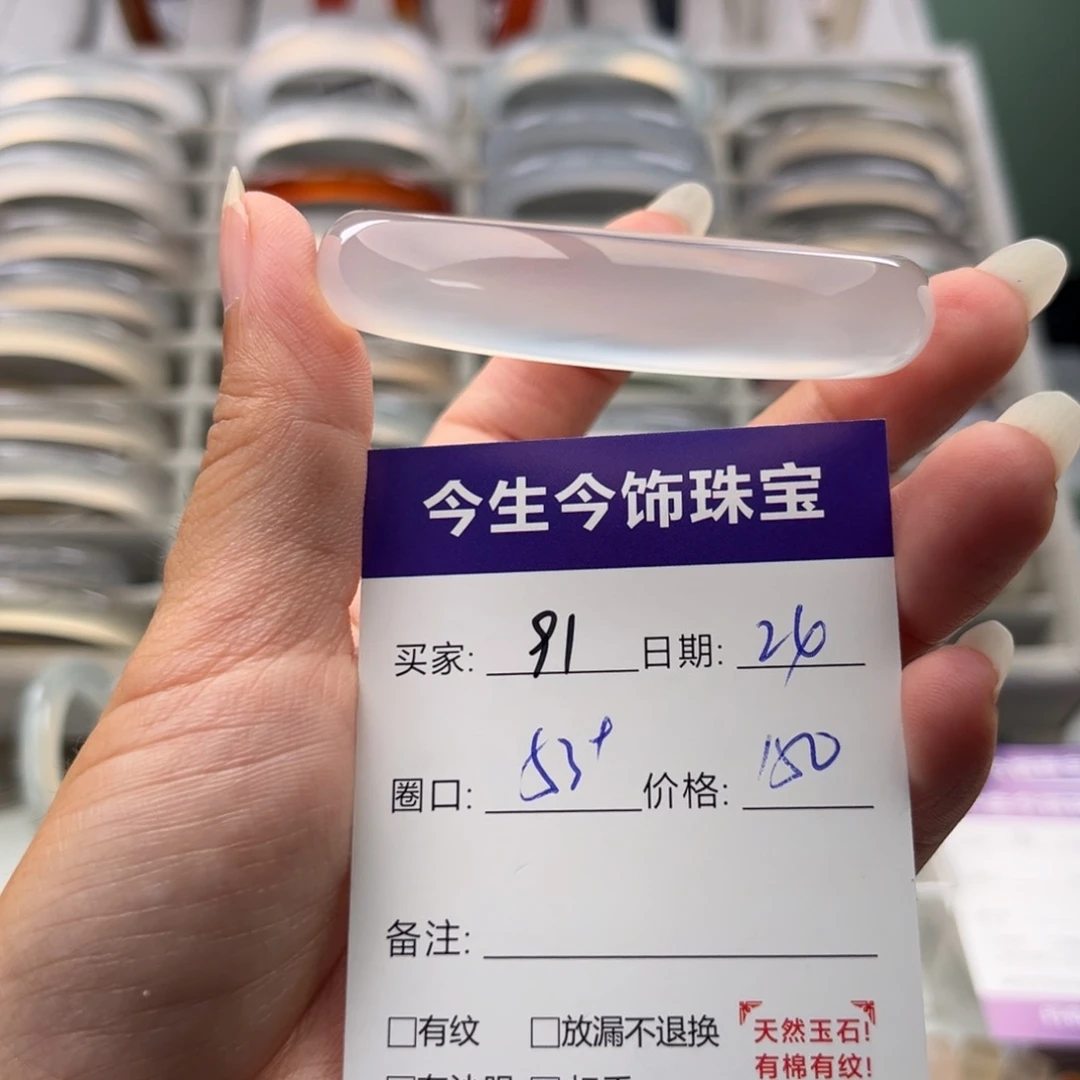 今生今饰珠宝
买家: 91 日期: 26
圈口: 53+ 价格: 150
备注:
□有纹 □放漏不退换 天然玉石!
有棉有纹!